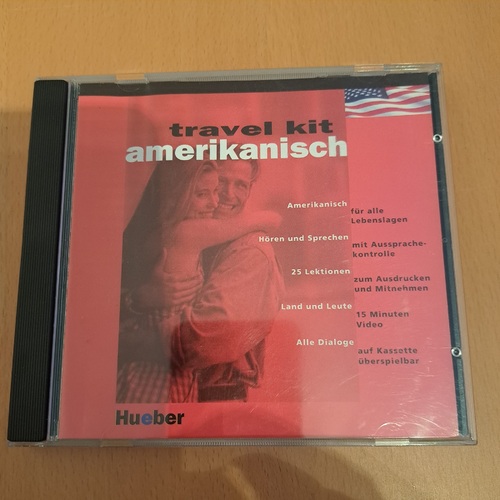 travel kit
amerikanisch
Amerikanisch für alle
Lebenslagen
Hören und Sprechen mit Aussprache-
kontrolle
25 Lektionen zum Ausdrucken
und Mitnehmen
Land und Leute 15 Minuten
Video
Alle Dialoge auf Kassette
überspielbar
Hueber